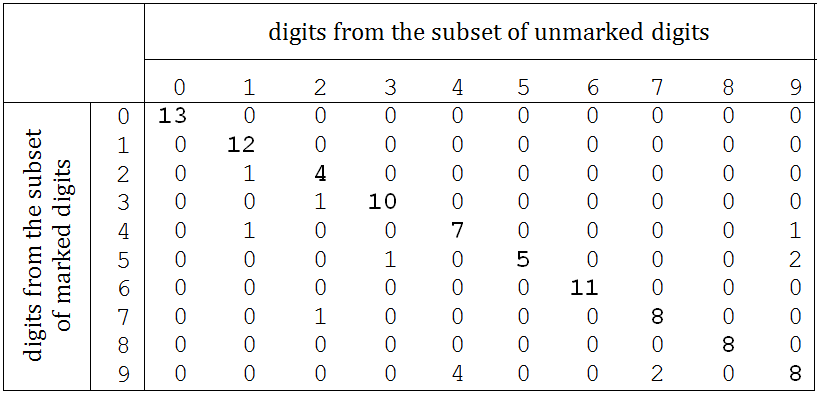 digits from the subset of unmarked digits
0 1 2 3 4 5 6 7 8 9
digits from the subset
of marked digits
0 13 0 0 0 0 0 0 0 0 0
1 0 12 0 0 0 0 0 0 0 0
2 0 1 4 0 0 0 0 0 0 0
3 0 0 1 10 0 0 0 0 0 0
4 0 1 0 0 7 0 0 0 0 1
5 0 0 0 1 0 5 0 0 0 2
6 0 0 0 0 0 0 11 0 0 0
7 0 0 1 0 0 0 0 8 0 0
8 0 0 0 0 0 0 0 0 8 0
9 0 0 0 0 4 0 0 2 0 8